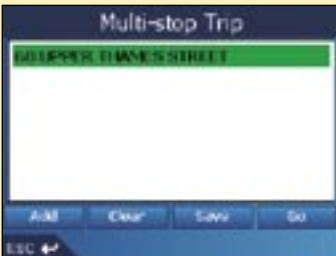 Multi-stop Trip
60 UPPER THAMES STREET
Add Clear Save Go
ESC